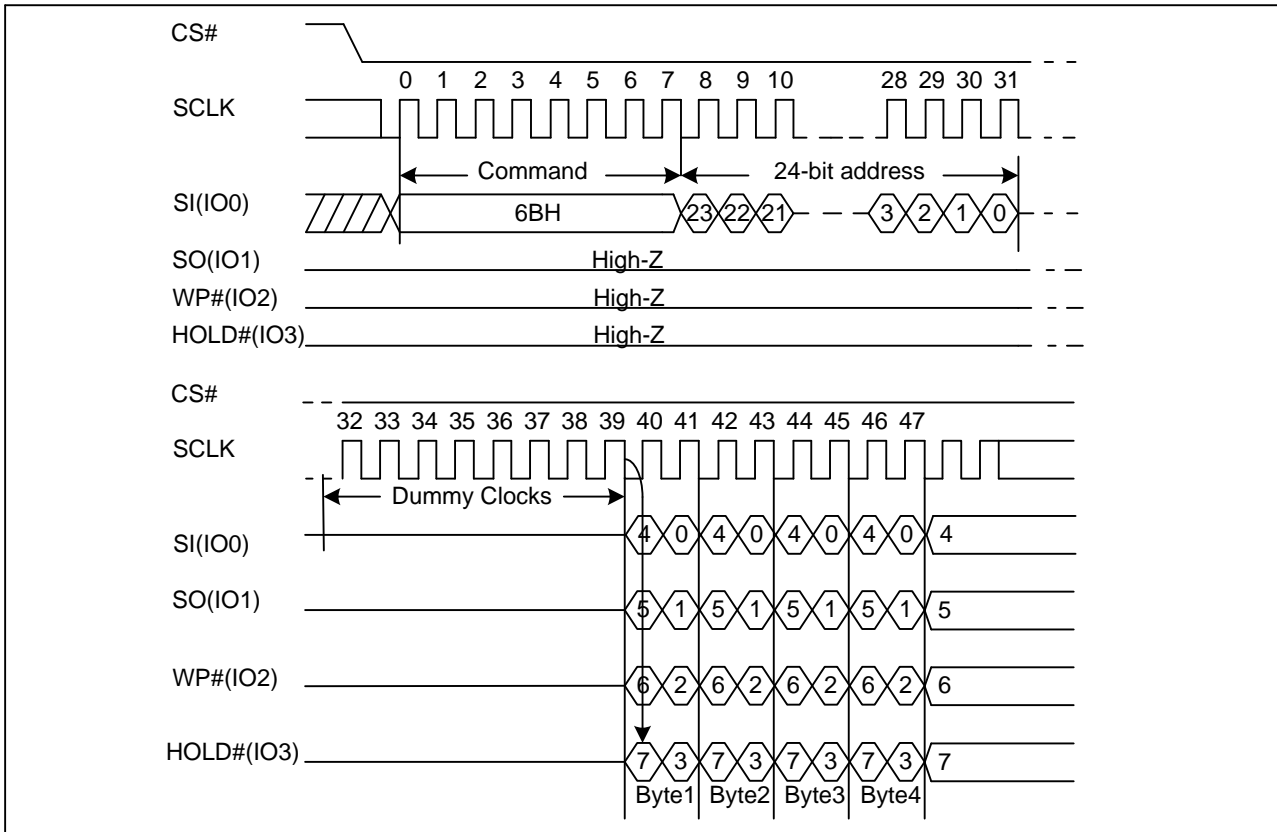 CS#
0 1 2 3 4 5 6 7 8 9 10 28 29 30 31
SCLK
Command 24-bit address
SI(IO0) 6BH 23 22 21 3 2 1 0
SO(IO1) High-Z
WP#(IO2) High-Z
HOLD#(IO3) High-Z
CS#
32 33 34 35 36 37 38 39 40 41 42 43 44 45 46 47
SCLK
Dummy Clocks
SI(IO0) 4 0 4 0 4 0 4 0 4
SO(IO1) 5 1 5 1 5 1 5 1 5
WP#(IO2) 6 2 6 2 6 2 6 2 6
HOLD#(IO3) 7 3 7 3 7 3 7 3 7
Byte1 Byte2 Byte3 Byte4